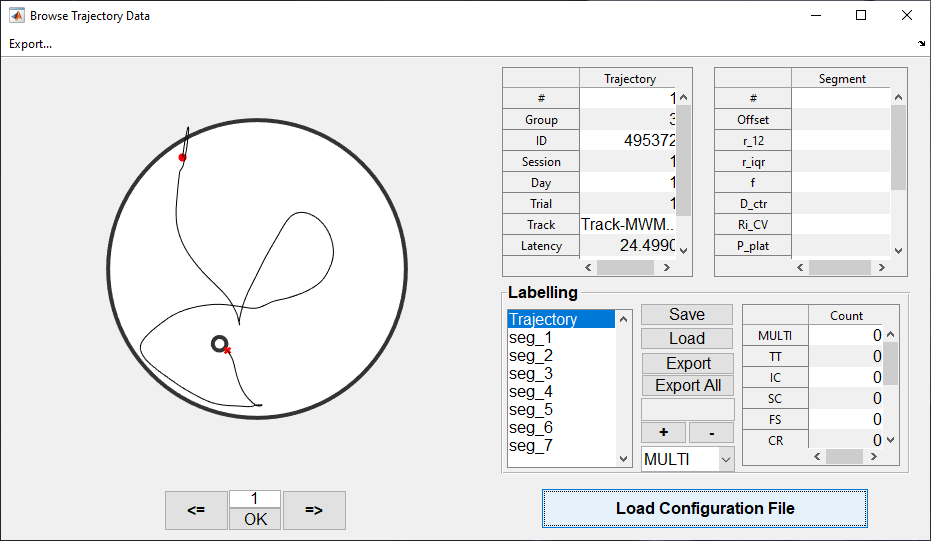 Browse Trajectory Data
Export...
Trajectory
# 1
Group 3
ID 495372
Session 1
Day 1
Trial 1
Track Track-MWM...
Latency 24.4990
Segment
#
Offset
r_12
r_iqr
f
D_ctr
Ri_CV
P_plat
Labelling
Trajectory
seg_1
seg_2
seg_3
seg_4
seg_5
seg_6
seg_7
Save
Load
Export
Export All
+ -
MULTI
Count
MULTI 0
TT 0
IC 0
SC 0
FS 0
CR 0
<= 1 =>
OK
Load Configuration File